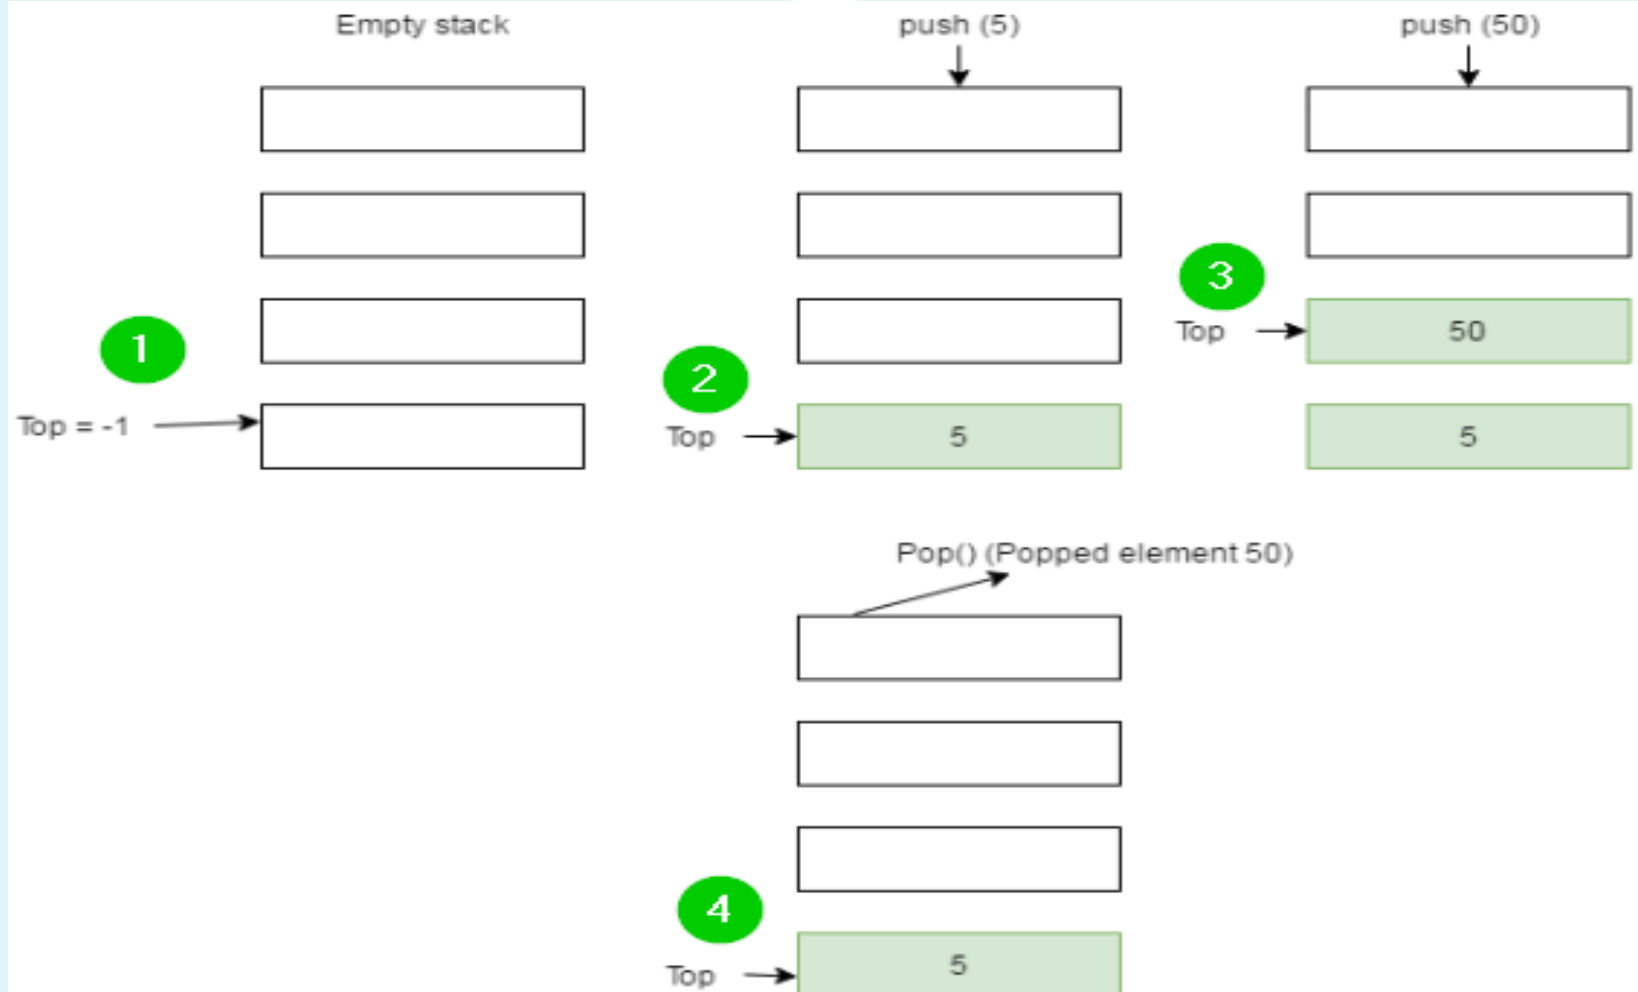 Empty stack
push (5)
push (50)
3
Top
50
1
2
Top = -1
Top
5
5
Pop() (Popped element 50)
4
Top
5